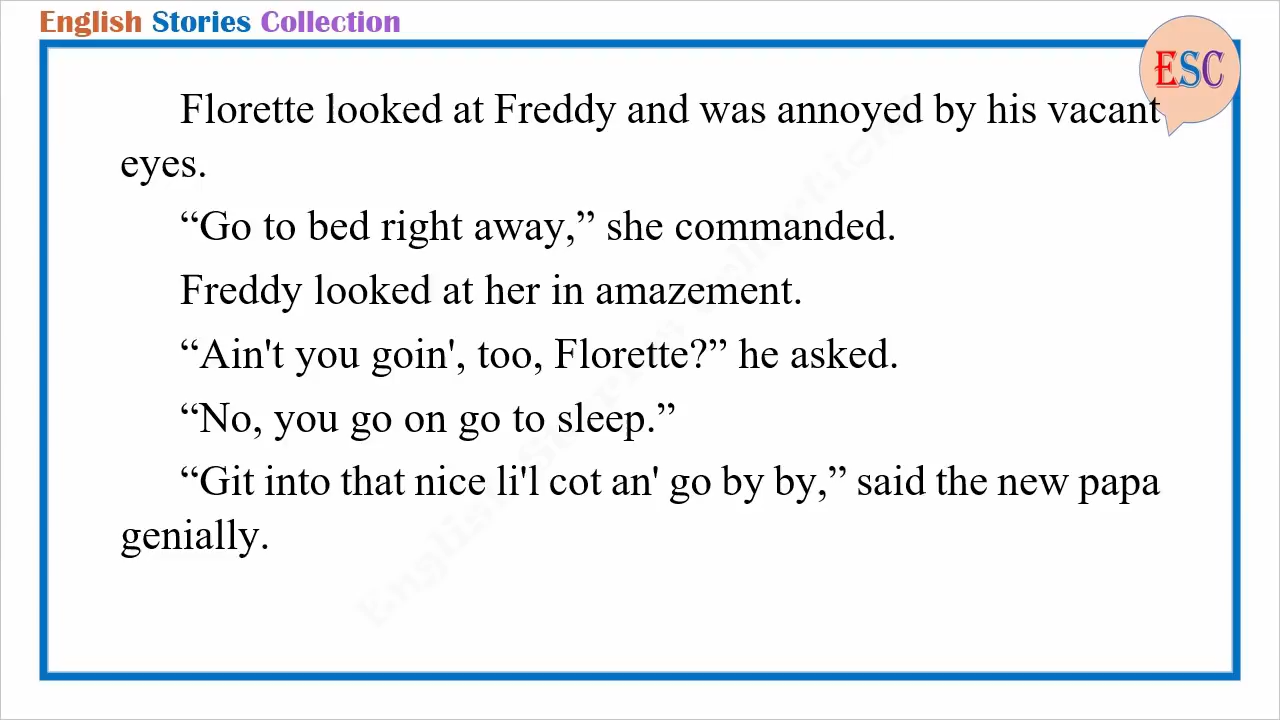 English Stories Collection
ESC
Florette looked at Freddy and was annoyed by his vacant
eyes.
“Go to bed right away,” she commanded.
Freddy looked at her in amazement.
“Ain't you goin', too, Florette?” he asked.
“No, you go on go to sleep.”
“Git into that nice li'l cot an' go by by,” said the new papa
genially.